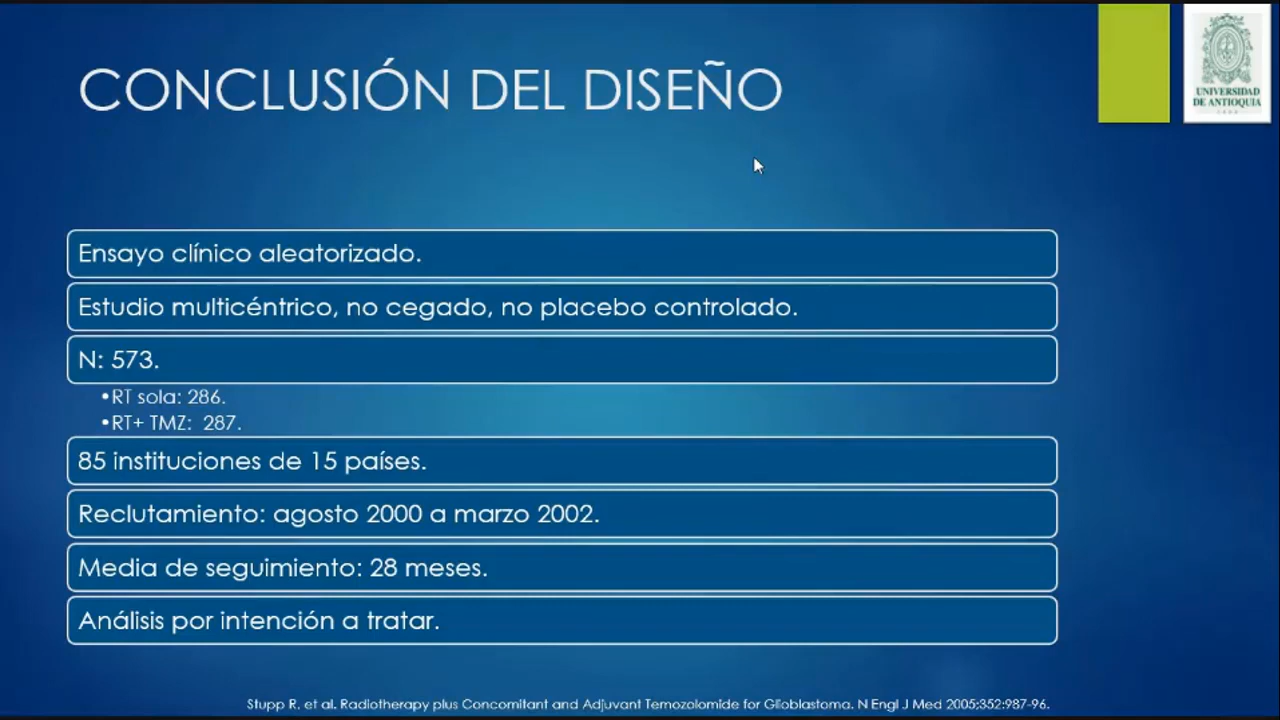 CONCLUSIÓN DEL DISEÑO
UNIVERSIDAD
DE ANTIOQUIA
Ensayo clínico aleatorizado.
Estudio multicéntrico, no cegado, no placebo controlado.
N: 573.
•RT sola: 286.
•RT+ TMZ: 287.
85 instituciones de 15 países.
Reclutamiento: agosto 2000 a marzo 2002.
Media de seguimiento: 28 meses.
Análisis por intención a tratar.
Stupp R, et al. Radiotherapy plus Concomitant and Adjuvant Temozolomide for Glioblastoma. N Engl J Med 2005;352:987-96.